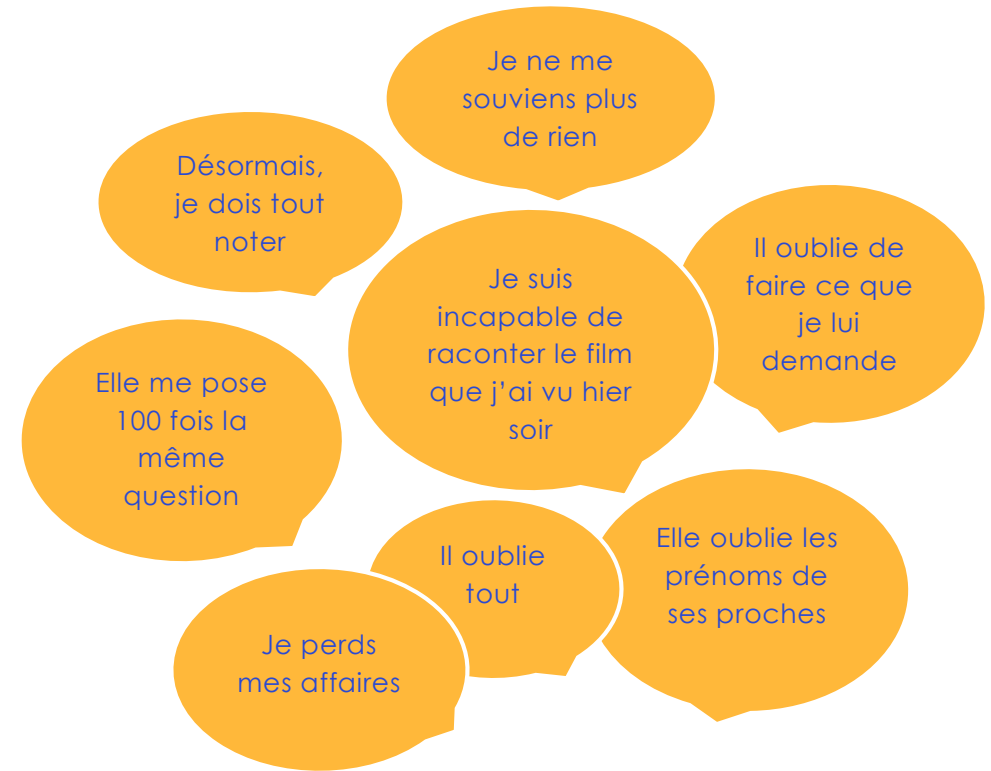 Je ne me
souviens plus
de rien
Désormais,
je dois tout
noter
Il oublie de
faire ce que
je lui
demande
Je suis
incapable de
raconter le film
que j’ai vu hier
soir
Elle me pose
100 fois la
même
question
Il oublie
tout
Elle oublie les
prénoms de
ses proches
Je perds
mes affaires